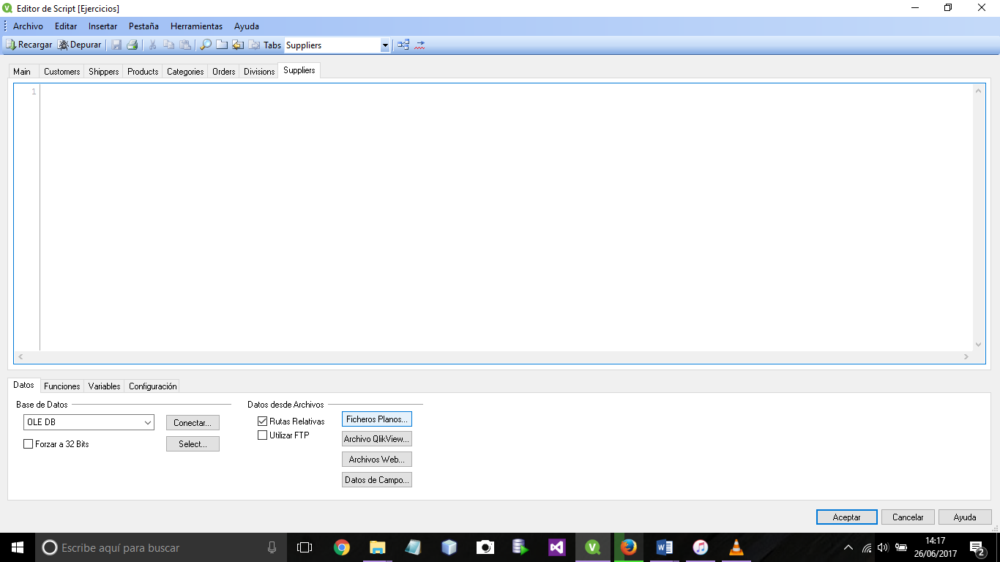 Editor de Script [Ejercicios]
Archivo Editar Insertar Pestaña Herramientas Ayuda
Recargar Depurar Tabs Suppliers
Main Customers Shippers Products Categories Orders Divisions Suppliers
1
Datos Funciones Variables Configuración
Base de Datos
OLE DB
Conectar...
Forzar a 32 Bits
Select...
Datos desde Archivos
Rutas Relativas
Utilizar FTP
Ficheros Planos...
Archivo QlikView...
Archivos Web...
Datos de Campo...
Aceptar Cancelar Ayuda
Escribe aquí para buscar
14:17
26/06/2017
2